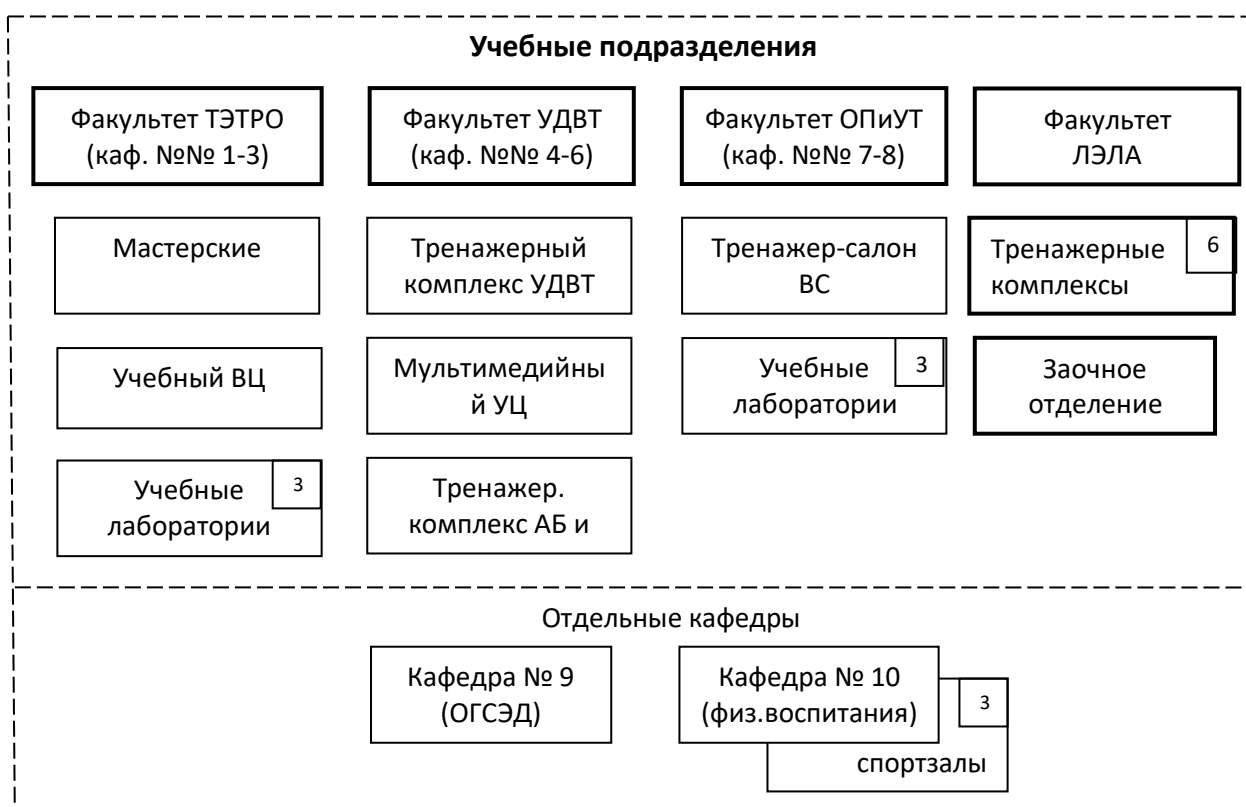 Учебные подразделения
Факультет ТЭТРО
(каф. №№ 1-3)
Факультет УДВТ
(каф. №№ 4-6)
Факультет ОПиУТ
(каф. №№ 7-8)
Факультет
ЛЭЛА
Мастерские
Тренажерный
комплекс УДВТ
Тренажер-салон
ВС
Тренажерные
комплексы
6
Учебный ВЦ
Мультимедийны
й УЦ
Учебные
лаборатории
3
Заочное
отделение
Учебные
лаборатории
3
Тренажер.
комплекс АБ и
Отдельные кафедры
Кафедра № 9
(ОГСЭД)
Кафедра № 10
(физ.воспитания)
3
спортзалы